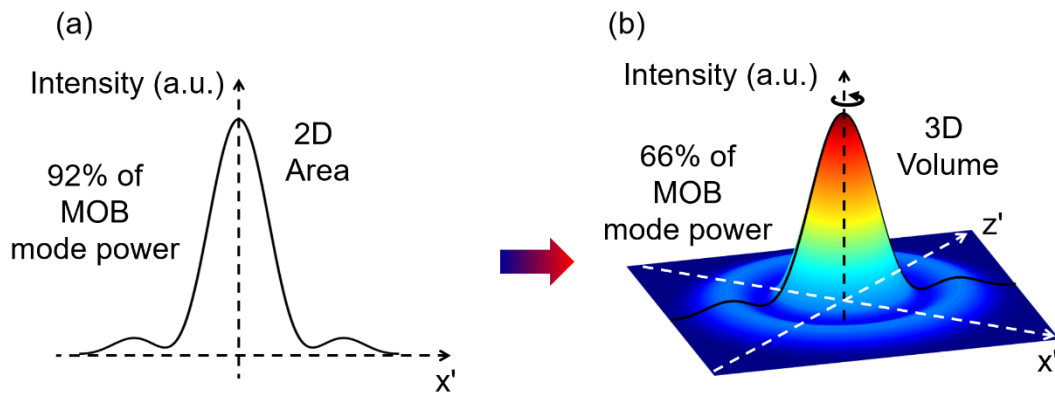 (a)
Intensity (a.u.)
2D
Area
92% of
MOB
mode power
x'
(b)
Intensity (a.u.)
3D
Volume
66% of
MOB
mode power
z'
x'